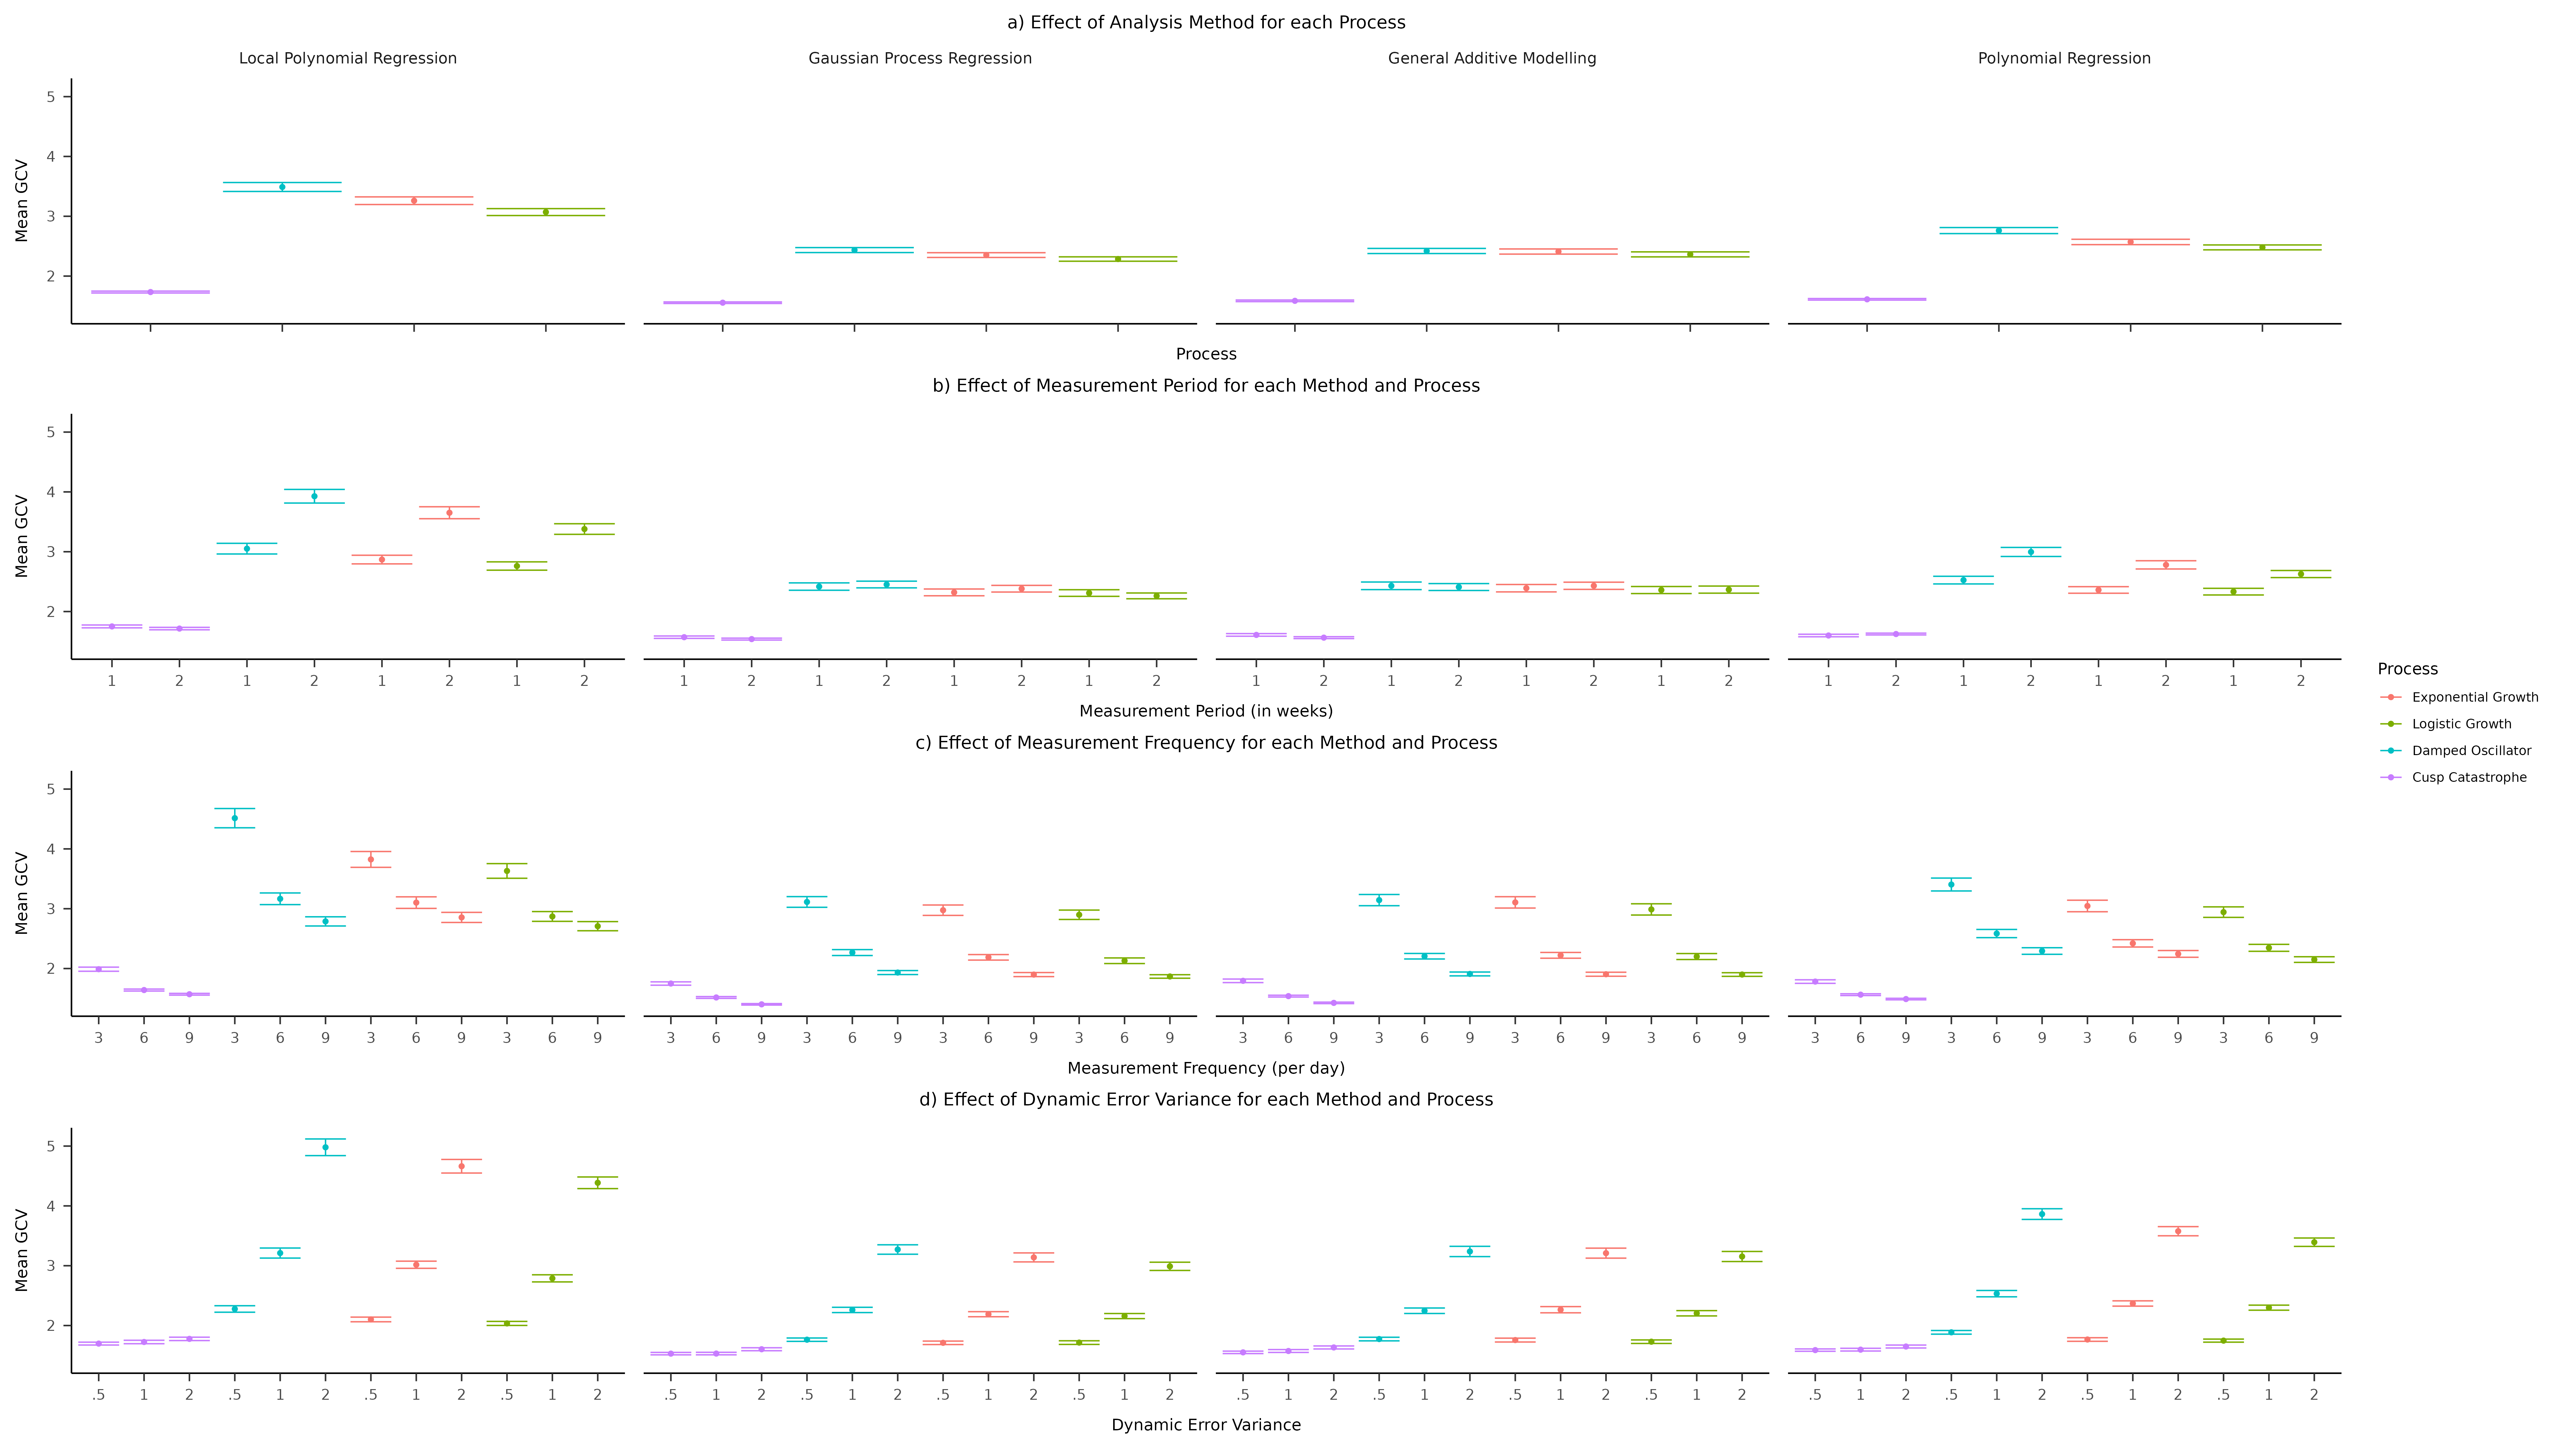 a) Effect of Analysis Method for each Process
Local Polynomial Regression Gaussian Process Regression General Additive Modelling Polynomial Regression
Mean GCV
5
4
3
2
Process
b) Effect of Measurement Period for each Method and Process
Mean GCV
5
4
3
2
1 2 1 2 1 2 1 2 1 2 1 2 1 2 1 2 1 2 1 2 1 2 1 2 1 2 1 2 1 2 1 2
Measurement Period (in weeks)
Process
Exponential Growth
Logistic Growth
Damped Oscillator
Cusp Catastrophe
c) Effect of Measurement Frequency for each Method and Process
Mean GCV
5
4
3
2
3 6 9 3 6 9 3 6 9 3 6 9 3 6 9 3 6 9 3 6 9 3 6 9 3 6 9 3 6 9 3 6 9 3 6 9 3 6 9 3 6 9 3 6 9 3 6 9
Measurement Frequency (per day)
d) Effect of Dynamic Error Variance for each Method and Process
Mean GCV
5
4
3
2
.5 1 2 .5 1 2 .5 1 2 .5 1 2 .5 1 2 .5 1 2 .5 1 2 .5 1 2 .5 1 2 .5 1 2 .5 1 2 .5 1 2 .5 1 2 .5 1 2 .5 1 2 .5 1 2
Dynamic Error Variance